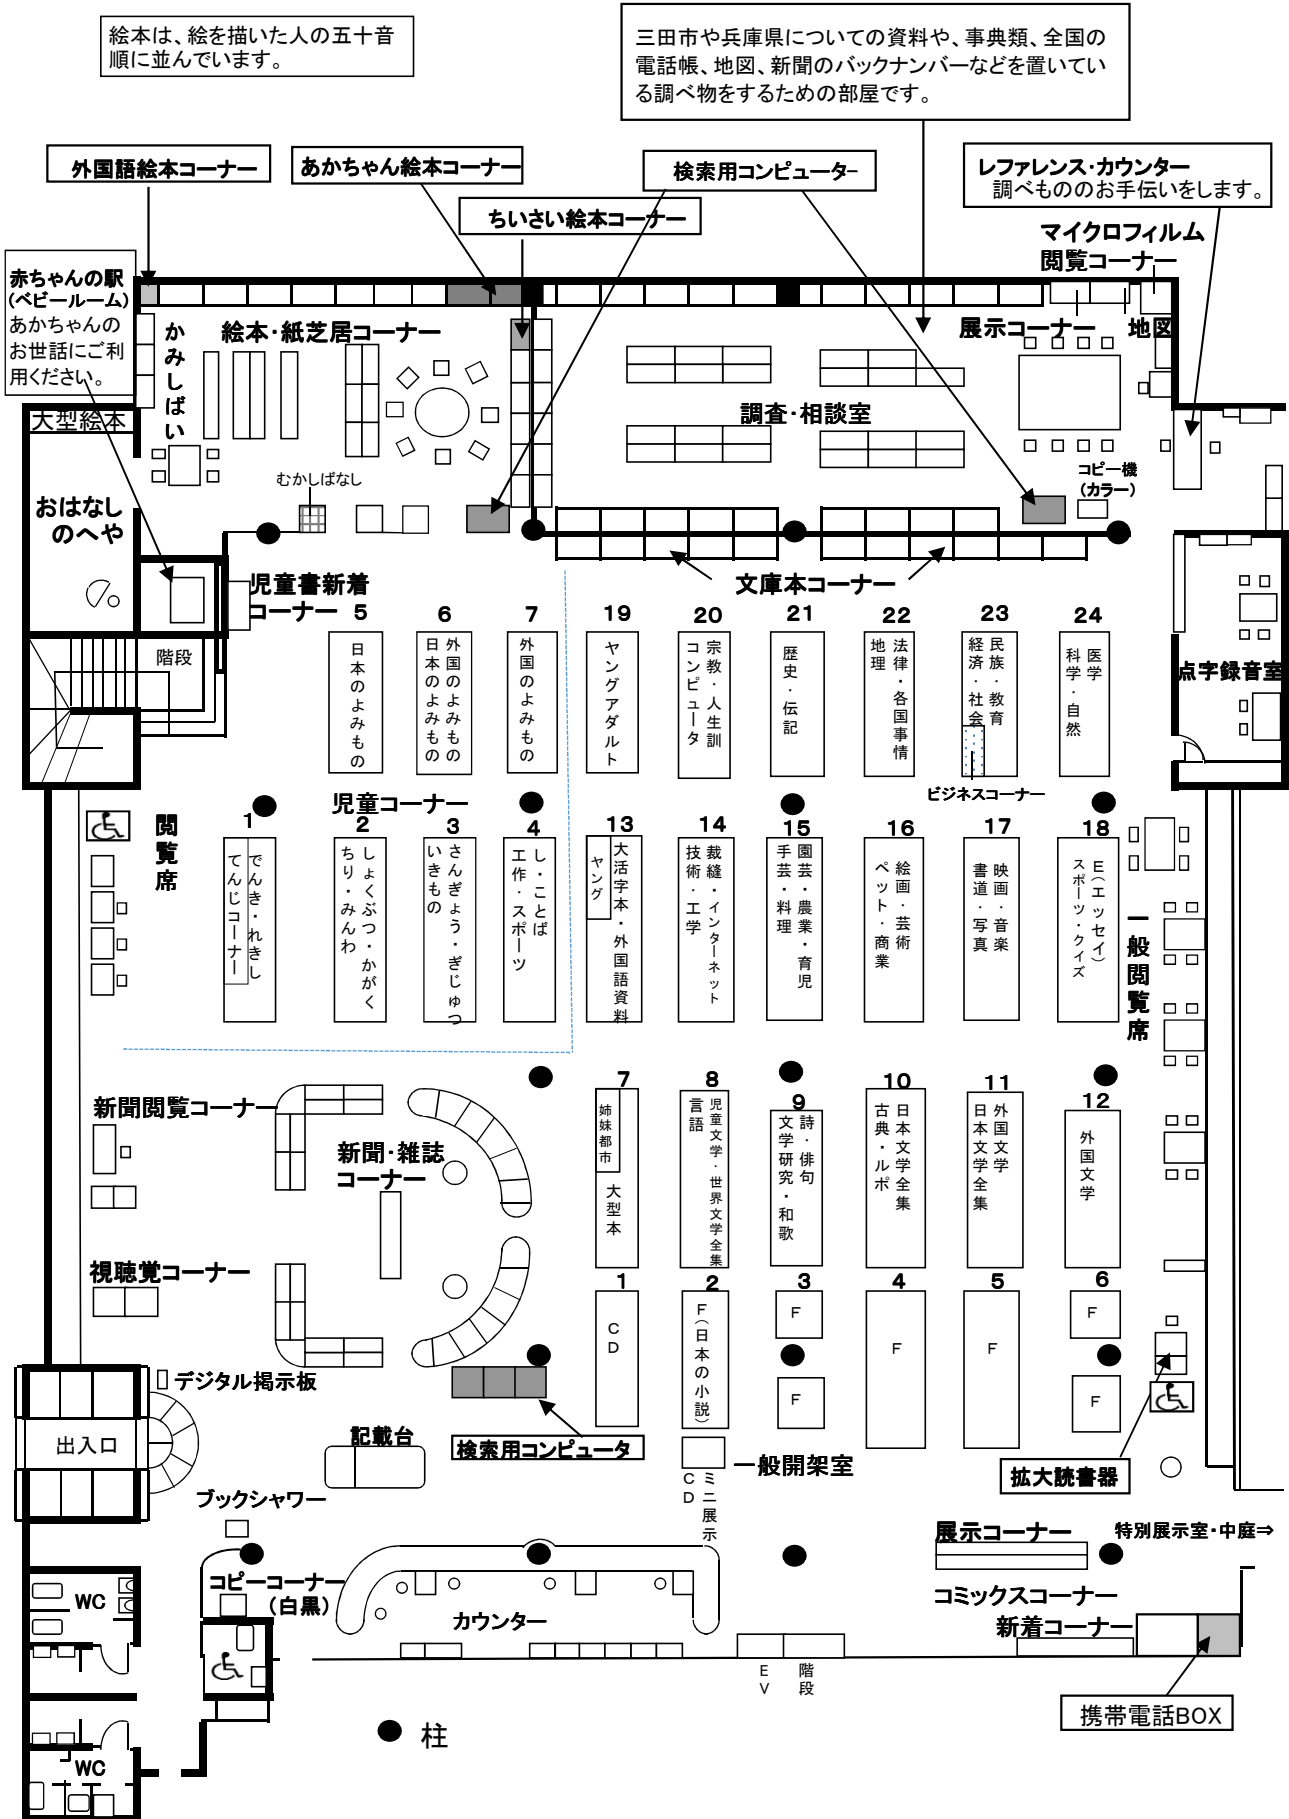 絵本は、絵を描いた人の五十音
順に並んでいます。
三田市や兵庫県についての資料や、事典類、全国の
電話帳、地図、新聞のバックナンバーなどを置いてい
る調べ物をするための部屋です。
外国語絵本コーナー
あかちゃん絵本コーナー
検索用コンピューター
レファレンス・カウンター
調べもののお手伝いをします。
ちいさい絵本コーナー
マイクロフィルム
閲覧コーナー
赤ちゃんの駅
(ベビールーム)
あかちゃんの
お世話にご利
用ください。
かみしばい
絵本・紙芝居コーナー
展示コーナー
地図
大型絵本
調査・相談室
コピー機
(カラー)
むかしばなし
おはなし
のへや
児童書新着
コーナー
文庫本コーナー
階段
点字録音室
5
日本のよみもの
6
外国のよみもの
日本のよみもの
7
外国のよみもの
19
ヤングアダルト
20
宗教・人生訓
コンピュータ
21
歴史・伝記
22
法律・各国事情
地理
23
民族・教育
経済・社会
24
医学
科学・自然
ビジネスコーナー
児童コーナー
閲覧席
1
でんき・れきし
てんじコーナー
2
しょくぶつ・かがく
ちり・みんわ
3
さんぎょう・ぎじゅつ
いきもの
4
し・ことば
工作・スポーツ
13
大活字本・外国語資料
ヤング
14
裁縫・インターネット
技術・工学
15
園芸・農業・育児
手芸・料理
16
絵画・芸術
ペット・商業
17
映画・音楽
書道・写真
18
E(エッセイ)
スポーツ・クイズ
一般閲覧席
新聞閲覧コーナー
新聞・雑誌
コーナー
視聴覚コーナー
7
姉妹都市
大型本
8
児童文学・世界文学全集
言語
9
詩・俳句
文学研究・和歌
10
日本文学全集
古典・ルポ
11
外国文学
日本文学全集
12
外国文学
1
CD
2
F(日本の小説)
3
F
F
4
F
5
F
6
F
F
デジタル掲示板
出入口
記載台
検索用コンピュータ
CD
ミニ展示
一般開架室
拡大読書器
ブックシャワー
展示コーナー
特別展示室・中庭⇒
コピーコーナー
(白黒)
カウンター
コミックスコーナー
新着コーナー
WC
EV
階段
携帯電話BOX
柱
WC